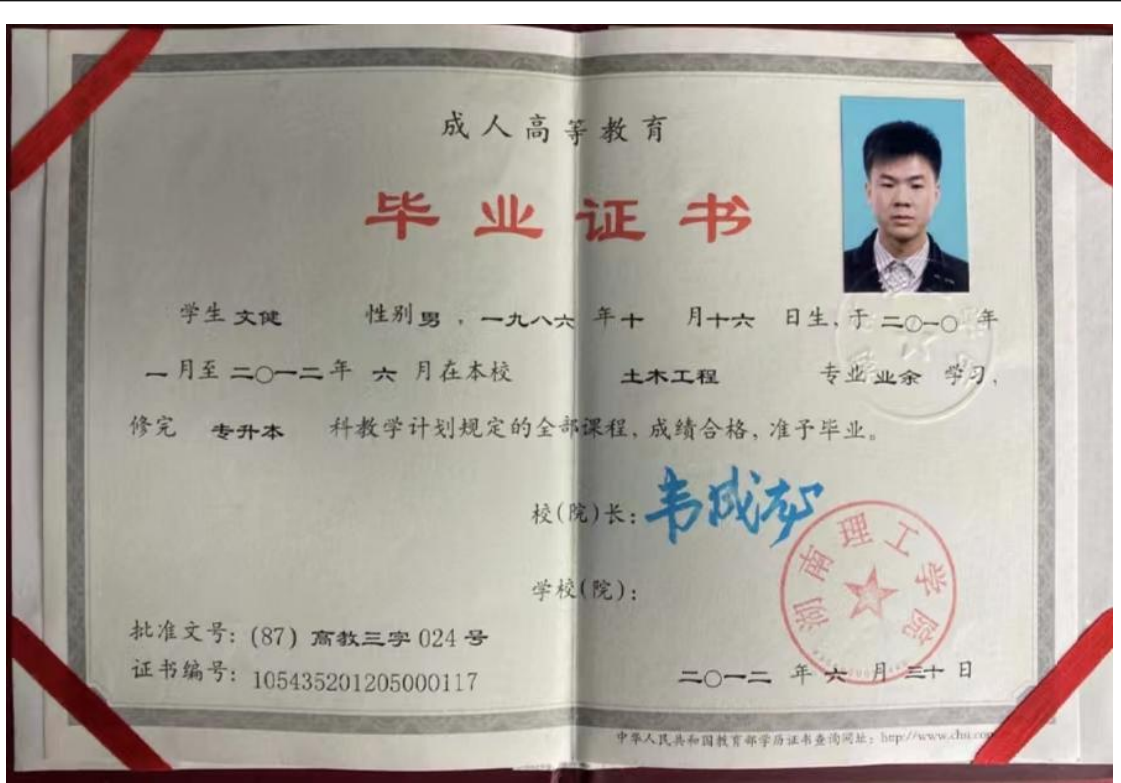 成人高等教育
毕业证书
学生 文健 性别 男 ，一九八六 年 十 月 十六 日生，于 二〇一〇 年
一 月至 二〇一二 年 六 月在本校 土木工程 专业 业余 学习，
修完 专升本 科教学计划规定的全部课程，成绩合格，准予毕业。
校(院)长：
学校(院)：
湖南理工学院
批准文号：(87) 高教三字 024 号
证书编号：105435201205000117
二〇一二 年 六 月 三十 日
中华人民共和国教育部学历证书查询网址：http://www.chsi.com